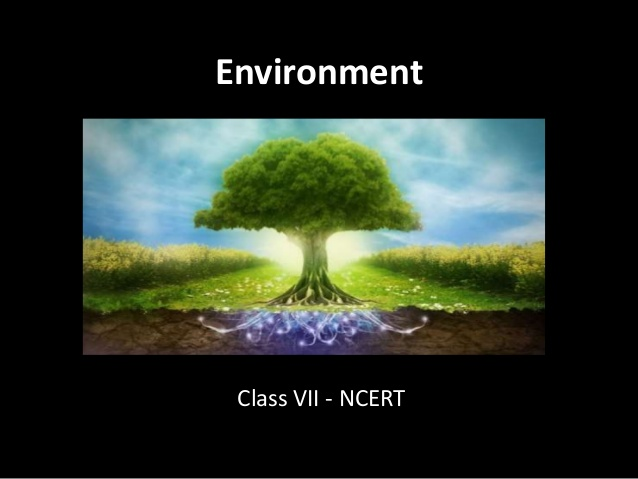 Environment
Class VII - NCERT